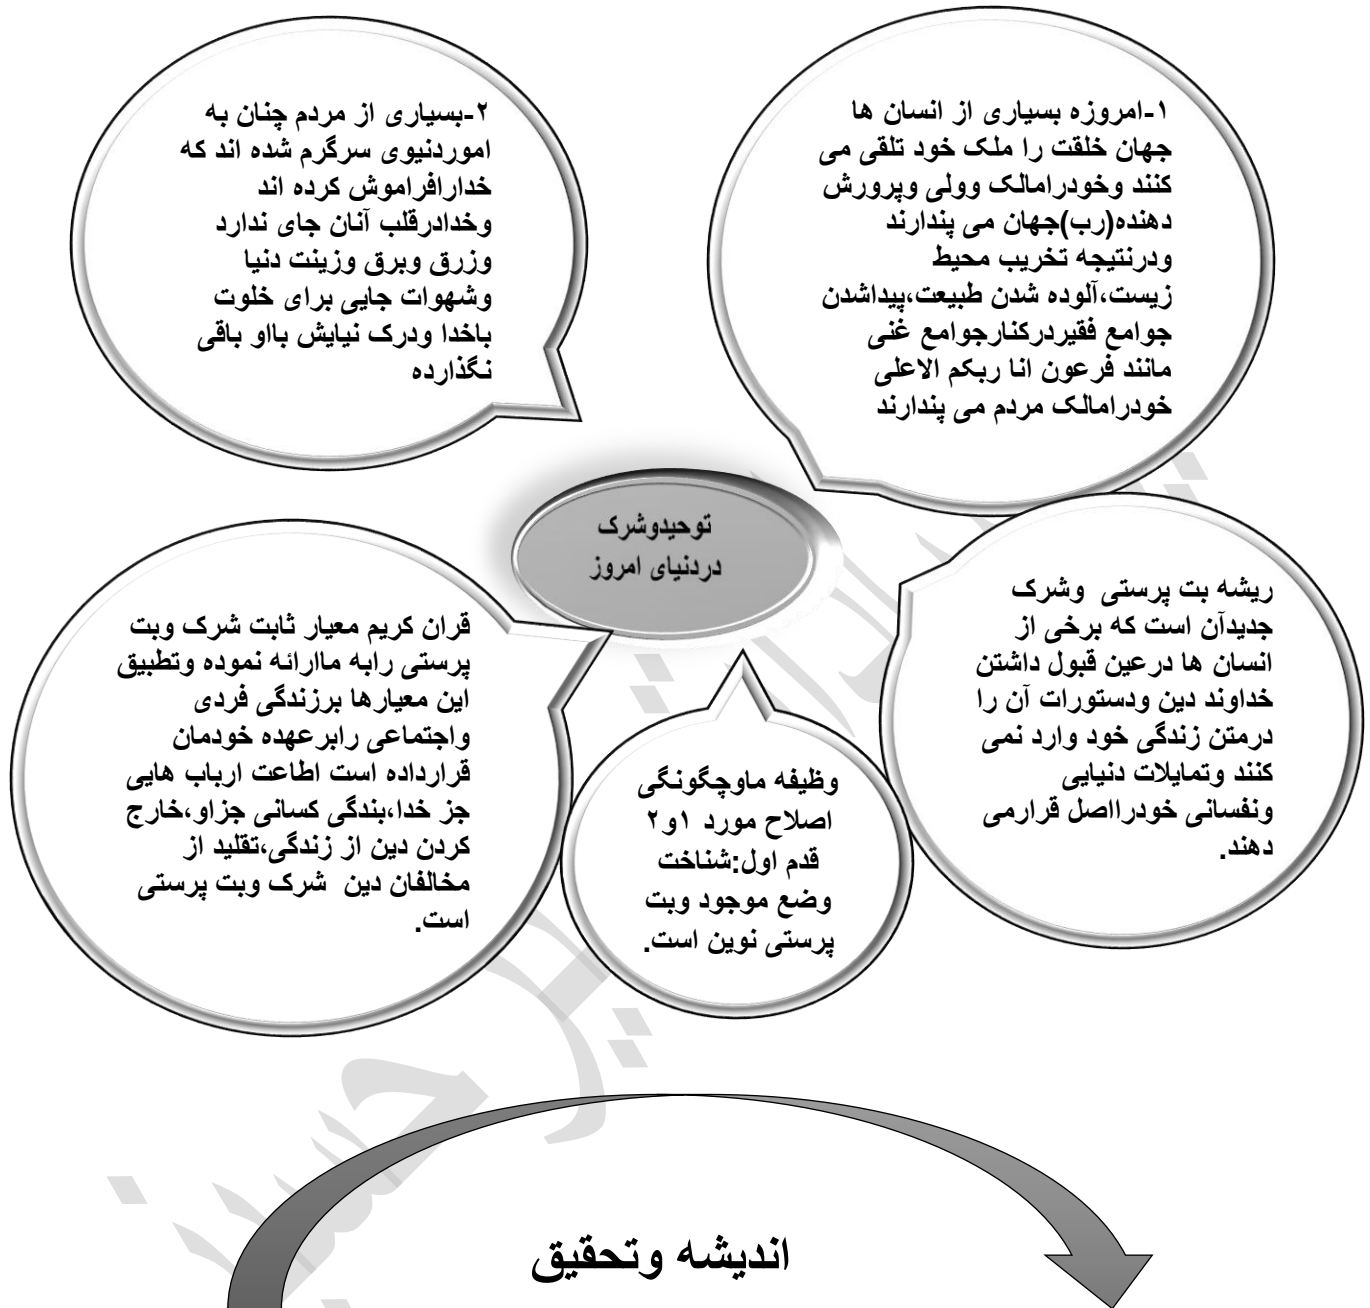 ۱-امروزه بسیاری از انسان ها
جهان خلقت را ملک خود تلقی می
کنند وخودرامالک وولی وپرورش
دهنده(رب)جهان می پندارند
ودرنتیجه تخریب محیط
زیست،آلوده شدن طبیعت،پیداشدن
جوامع فقیردرکنارجوامع غنی
مانند فرعون انا ربکم الاعلی
خودرامالک مردم می پندارند
۲-بسیاری از مردم چنان به
اموردنیوی سرگرم شده اند که
خدارافراموش کرده اند
وخدادرقلب آنان جای ندارد
وزرق وبرق وزینت دنیا
وشهوات جایی برای خلوت
باخدا ودرک نیایش بااو باقی
نگذارده
توحیدوشرک
دردنیای امروز
ریشه بت پرستی وشرک
جدیدآن است که برخی از
انسان ها درعین قبول داشتن
خداوند دین ودستورات آن را
درمتن زندگی خود وارد نمی
کنند وتمایلات دنیایی
ونفسانی خودرااصل قرارمی
دهند.
وظیفه ماوچگونگی
اصلاح مورد ۱و۲
قدم اول:شناخت
وضع موجود وبت
پرستی نوین است.
قران کریم معیار ثابت شرک وبت
پرستی رابه ماارائه نموده وتطبیق
این معیارها برزندگی فردی
واجتماعی رابرعهده خودمان
قرارداده است اطاعت ارباب هایی
جز خدا،بندگی کسانی جزاو،خارج
کردن دین از زندگی،تقلید از
مخالفان دین شرک وبت پرستی
است.
اندیشه وتحقیق